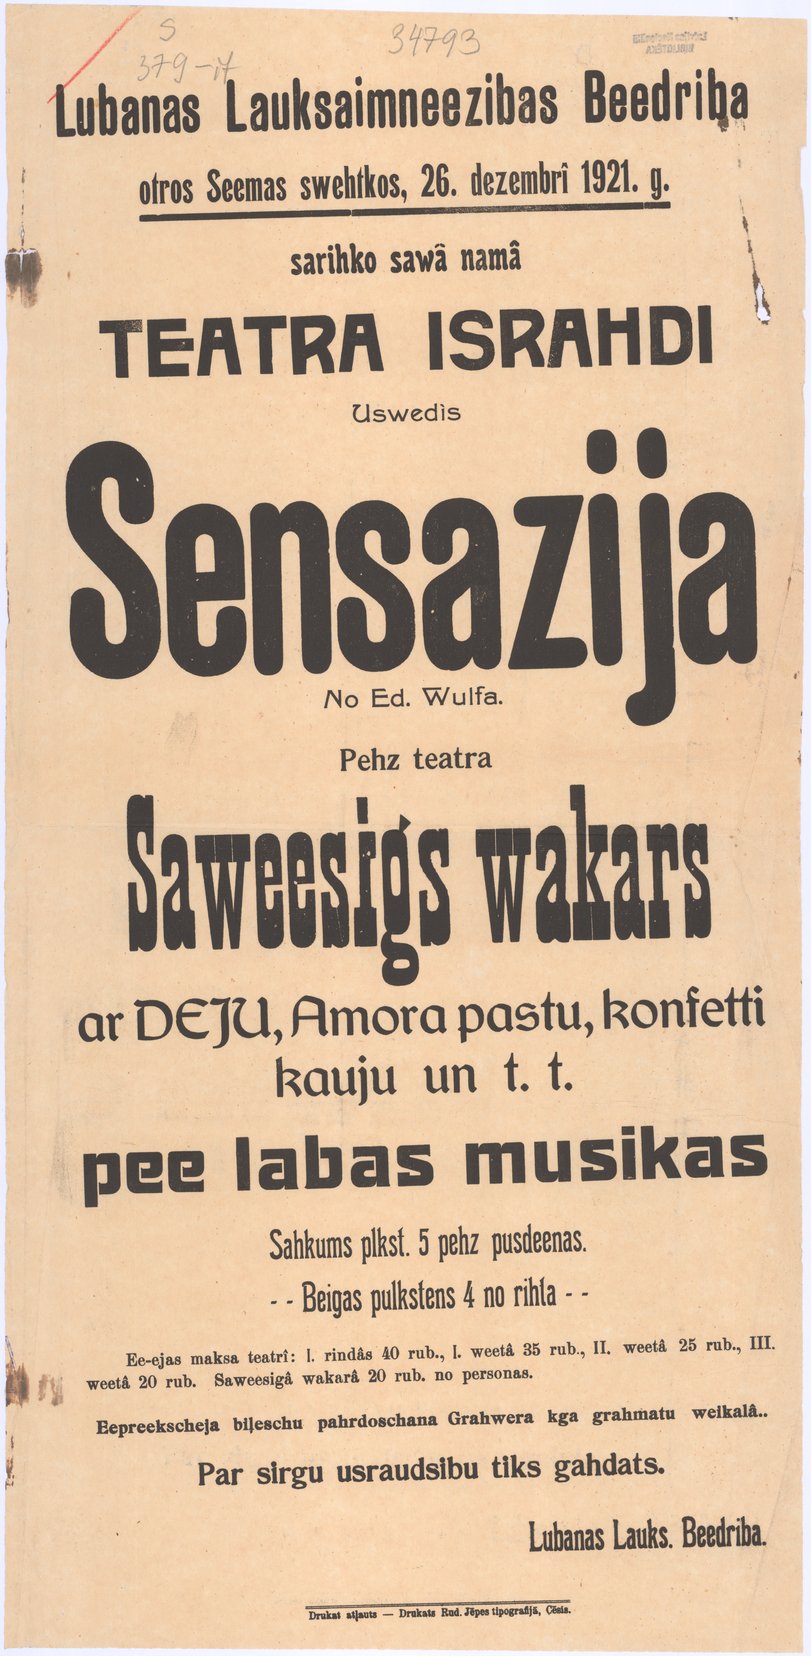 S
34793
379-it
Lubanas Lauksaimneezibas Beedriba
otros Seemas swehtkos, 26. dezembrî 1921. g.
sarihko sawâ namâ
TEATRA ISRAHDI
Uswedìs
Sensazija
No Ed. Wulfa.
Pehz teatra
Saweesigs wakars
ar DEJU, Amora pastu, konfetti
kauju un t. t.
pee labas musikas
Sahkums plkst. 5 pehz pusdeenas.
- - Beigas pulkstens 4 no rihta - -
Ee-ejas maksa teatrî: I. rindâs 40 rub., I. weetâ 35 rub., II. weetâ 25 rub., III.
weetâ 20 rub. Saweesigâ wakarâ 20 rub. no personas.
Eepreekscheja biļeschu pahrdoschana Grahwera kga grahmatu weikalâ..
Par sirgu usraudsibu tiks gahdats.
Lubanas Lauks. Beedriba.
Drukat atļauts — Drukats Rud. Jēpes tipografijā, Cēsis.